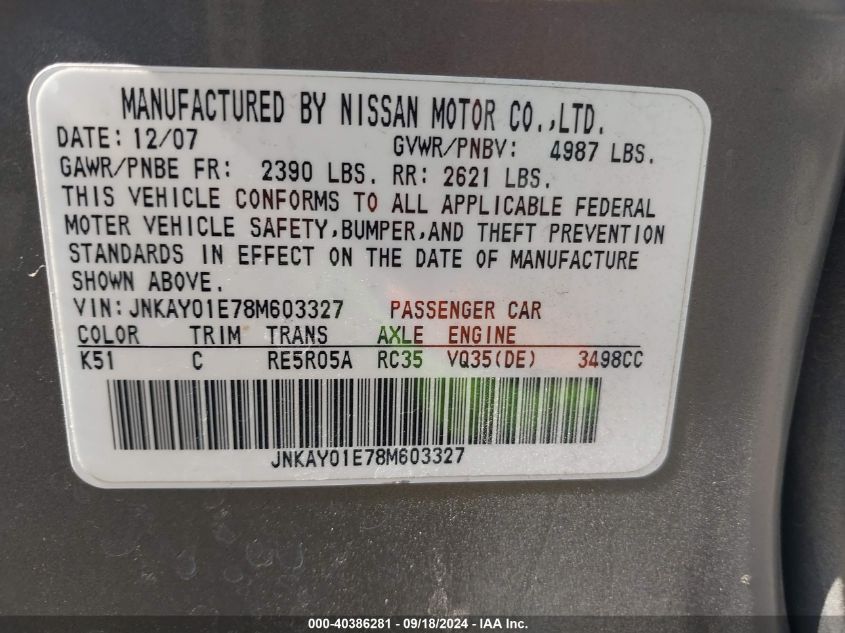 MANUFACTURED BY NISSAN MOTOR CO.,LTD.
DATE: 12/07 GVWR/PNBV: 4987 LBS.
GAWR/PNBE FR: 2390 LBS. RR: 2621 LBS.
THIS VEHICLE CONFORMS TO ALL APPLICABLE FEDERAL
MOTER VEHICLE SAFETY,BUMPER,AND THEFT PREVENTION
STANDARDS IN EFFECT ON THE DATE OF MANUFACTURE
SHOWN ABOVE.
VIN:JNKAY01E78M603327 PASSENGER CAR
COLOR TRIM TRANS AXLE ENGINE
K51 C RE5R05A RC35 VQ35(DE) 3498CC
JNKAY01E78M603327
000-40386281 - 09/18/2024 - IAA Inc.